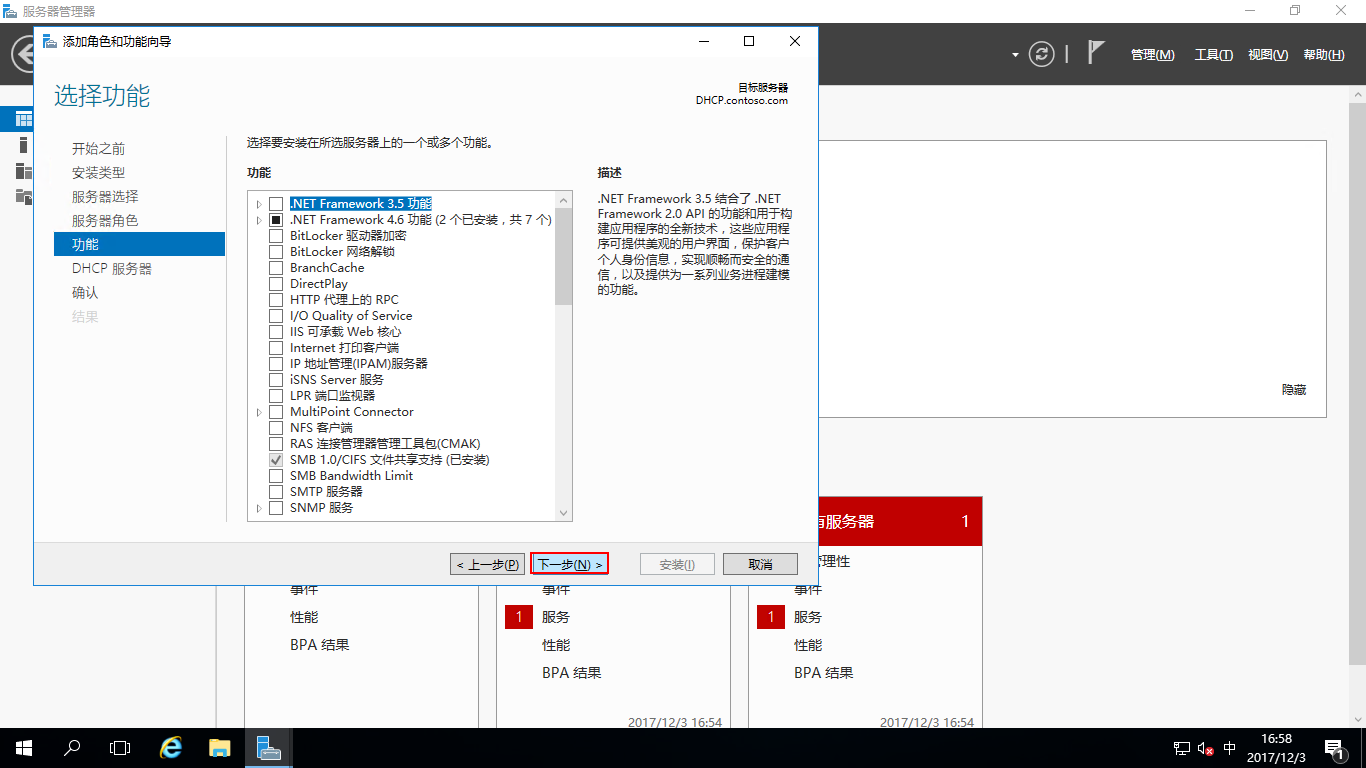 服务器管理器
添加角色和功能向导
管理(M)
工具(T)
视图(V)
帮助(H)
选择功能
目标服务器
DHCP.contoso.com
开始之前
安装类型
服务器选择
服务器角色
功能
DHCP 服务器
确认
结果
选择要安装在所选服务器上的一个或多个功能。
功能
.NET Framework 3.5 功能
.NET Framework 4.6 功能 (2 个已安装，共 7 个)
BitLocker 驱动器加密
BitLocker 网络解锁
BranchCache
DirectPlay
HTTP 代理上的 RPC
I/O Quality of Service
IIS 可承载 Web 核心
Internet 打印客户端
IP 地址管理(IPAM)服务器
iSNS Server 服务
LPR 端口监视器
MultiPoint Connector
NFS 客户端
RAS 连接管理器管理工具包(CMAK)
SMB 1.0/CIFS 文件共享支持 (已安装)
SMB Bandwidth Limit
SMTP 服务器
SNMP 服务
描述
.NET Framework 3.5 结合了 .NET
Framework 2.0 API 的功能和用于构
建应用程序的全新技术，这些应用程
序可提供美观的用户界面，保护客户
个人身份信息，实现顺畅而安全的通
信，以及提供为一系列业务进程建模
的功能。
< 上一步(P)
下一步(N) >
安装(I)
取消
隐藏
有服务器 1
管理性
事件
性能
BPA 结果
事件
1 服务
性能
BPA 结果
2017/12/3 16:54
事件
1 服务
性能
BPA 结果
2017/12/3 16:54
中
16:58
2017/12/3
1